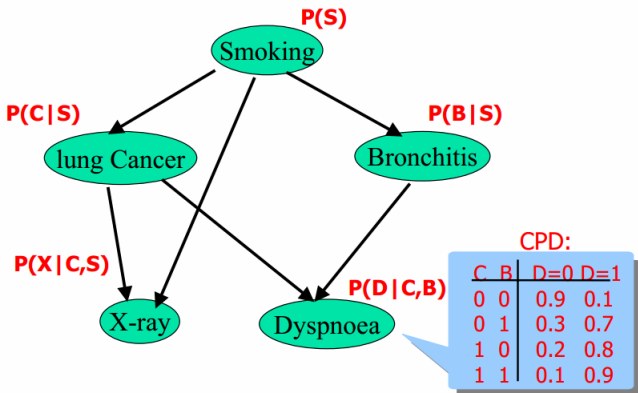 P(S)
Smoking
P(C|S)
P(B|S)
lung Cancer
Bronchitis
P(X|C,S)
P(D|C,B)
X-ray
Dyspnoea
CPD:
C B D=0 D=1
0 0 0.9 0.1
0 1 0.3 0.7
1 0 0.2 0.8
1 1 0.1 0.9